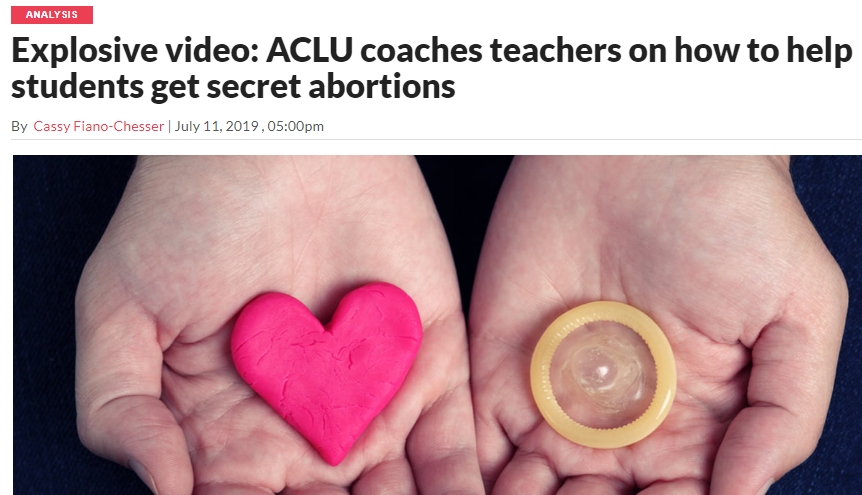 ANALYSIS
Explosive video: ACLU coaches teachers on how to help
students get secret abortions
By Cassy Fiano-Chesser | July 11, 2019 , 05:00pm